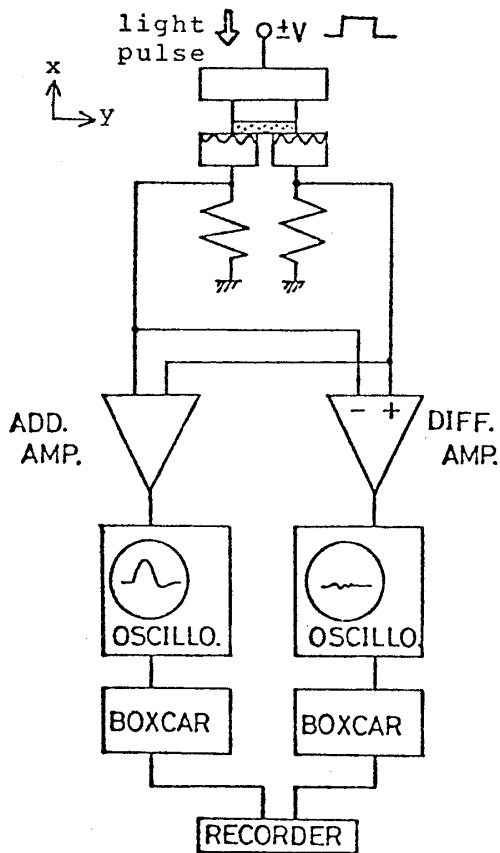 light
pulse
±V
x
y
ADD.
AMP.
- +
DIFF.
AMP.
OSCILLO.
OSCILLO.
BOXCAR
BOXCAR
RECORDER